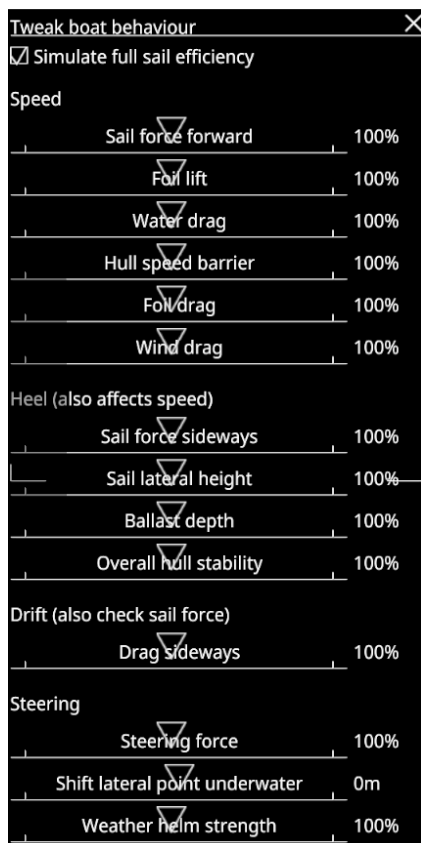 Tweak boat behaviour
Simulate full sail efficiency
Speed
Sail force forward 100%
Foil lift 100%
Water drag 100%
Hull speed barrier 100%
Foil drag 100%
Wind drag 100%
Heel (also affects speed)
Sail force sideways 100%
Sail lateral height 100%
Ballast depth 100%
Overall hull stability 100%
Drift (also check sail force)
Drag sideways 100%
Steering
Steering force 100%
Shift lateral point underwater 0m
Weather helm strength 100%